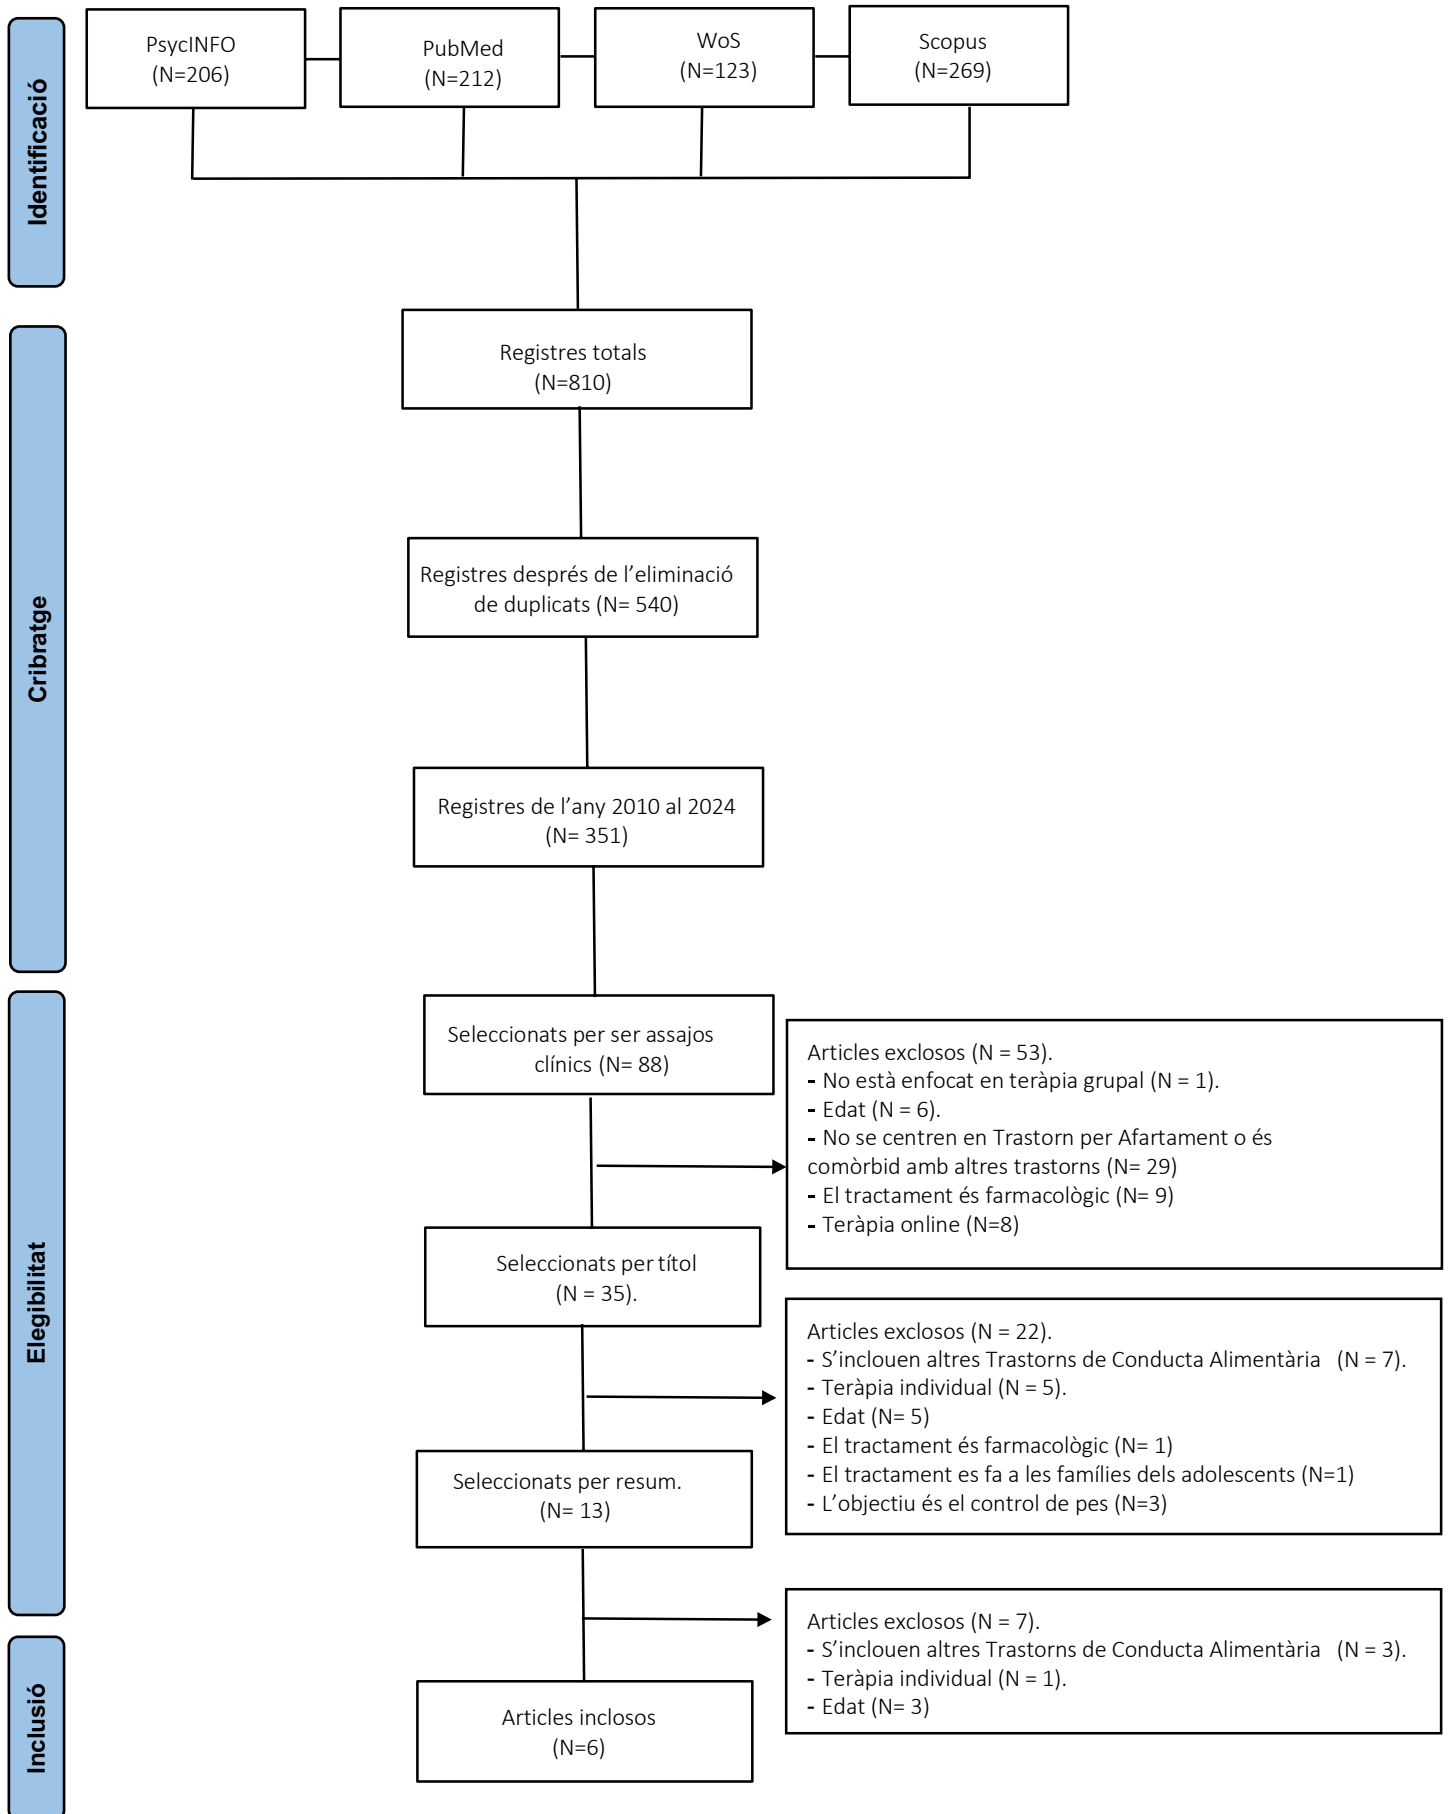 Identificació
PsycINFO
(N=206)
PubMed
(N=212)
WoS
(N=123)
Scopus
(N=269)
Cribratge
Registres totals
(N=810)
Registres després de l’eliminació
de duplicats (N= 540)
Registres de l’any 2010 al 2024
(N= 351)
Elegibilitat
Seleccionats per ser assajos
clínics (N= 88)
Articles exclosos (N = 53).
- No està enfocat en teràpia grupal (N = 1).
- Edat (N = 6).
- No se centren en Trastorn per Afartament o és
comòrbid amb altres trastorns (N= 29)
- El tractament és farmacològic (N= 9)
- Teràpia online (N=8)
Seleccionats per títol
(N = 35).
Articles exclosos (N = 22).
- S’inclouen altres Trastorns de Conducta Alimentària (N = 7).
- Teràpia individual (N = 5).
- Edat (N= 5)
- El tractament és farmacològic (N= 1)
- El tractament es fa a les famílies dels adolescents (N=1)
- L’objectiu és el control de pes (N=3)
Seleccionats per resum.
(N= 13)
Articles exclosos (N = 7).
- S’inclouen altres Trastorns de Conducta Alimentària (N = 3).
- Teràpia individual (N = 1).
- Edat (N= 3)
Inclusió
Articles inclosos
(N=6)